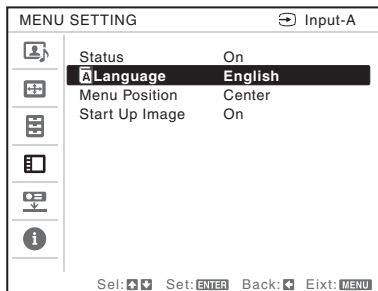 MENU SETTING Input-A
Status On
A Language English
Menu Position Center
Start Up Image On
Sel: Set: ENTER Back: Eixt: MENU